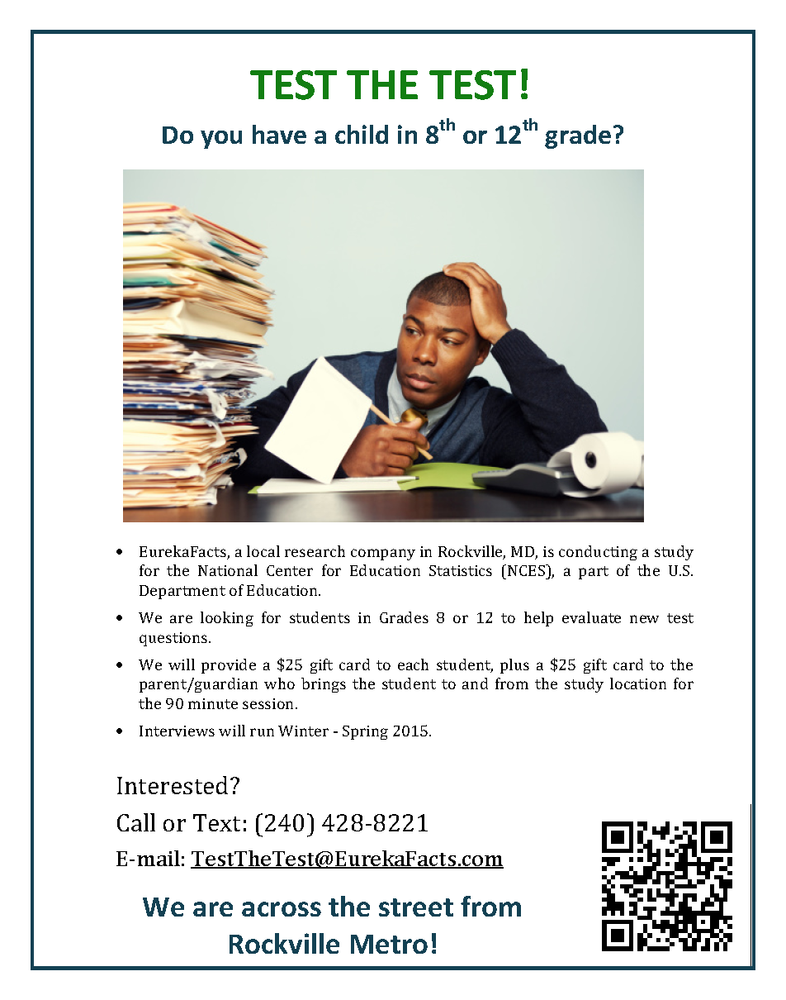 TEST THE TEST!
Do you have a child in 8th or 12th grade?
• EurekaFacts, a local research company in Rockville, MD, is conducting a study
for the National Center for Education Statistics (NCES), a part of the U.S.
Department of Education.
• We are looking for students in Grades 8 or 12 to help evaluate new test
questions.
• We will provide a $25 gift card to each student, plus a $25 gift card to the
parent/guardian who brings the student to and from the study location for
the 90 minute session.
• Interviews will run Winter - Spring 2015.
Interested?
Call or Text: (240) 428-8221
E-mail: TestTheTest@EurekaFacts.com
We are across the street from
Rockville Metro!